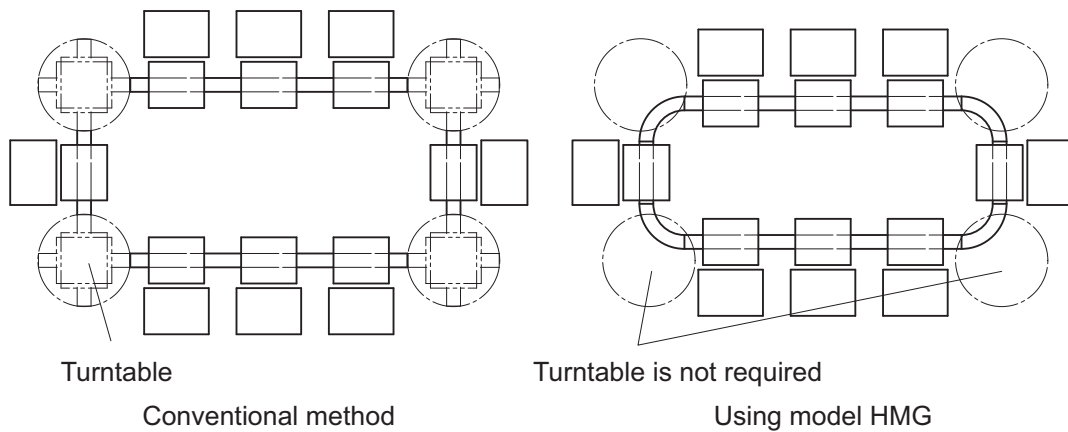 Turntable
Turntable is not required
Conventional method
Using model HMG